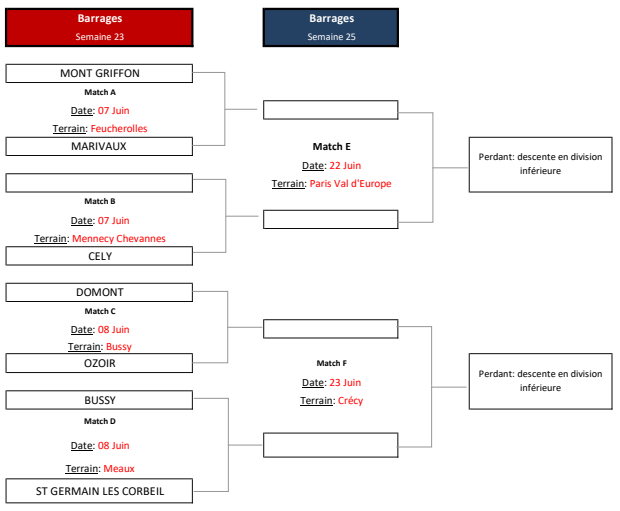 Barrages
Semaine 23
Barrages
Semaine 25
MONT GRIFFON
Match A
Date: 07 Juin
Terrain: Feucherolles
MARIVAUX
Match B
Date: 07 Juin
Terrain: Mennecy Chevannes
CELY
DOMONT
Match C
Date: 08 Juin
Terrain: Bussy
OZOIR
BUSSY
Match D
Date: 08 Juin
Terrain: Meaux
ST GERMAIN LES CORBEIL
Match E
Date: 22 Juin
Terrain: Paris Val d'Europe
Match F
Date: 23 Juin
Terrain: Crécy
Perdant: descente en division
inférieure
Perdant: descente en division
inférieure